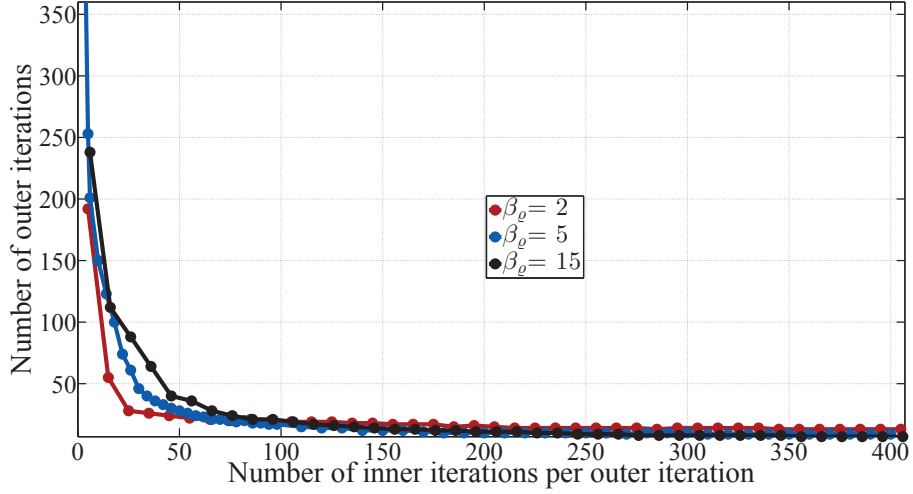 350
300
250
200
150
100
50
Number of outer iterations
β_ϱ = 2
β_ϱ = 5
β_ϱ = 15
0 50 100 150 200 250 300 350 400
Number of inner iterations per outer iteration